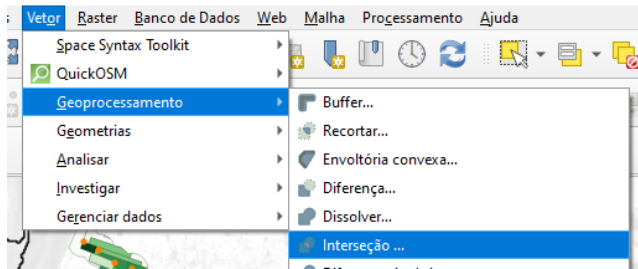 Vetor Raster Banco de Dados Web Malha Processamento Ajuda
Space Syntax Toolkit
QuickOSM
Geoprocessamento
Geometrias
Analisar
Investigar
Gerenciar dados
Buffer...
Recortar...
Envoltória convexa...
Diferença...
Dissolver...
Interseção ...